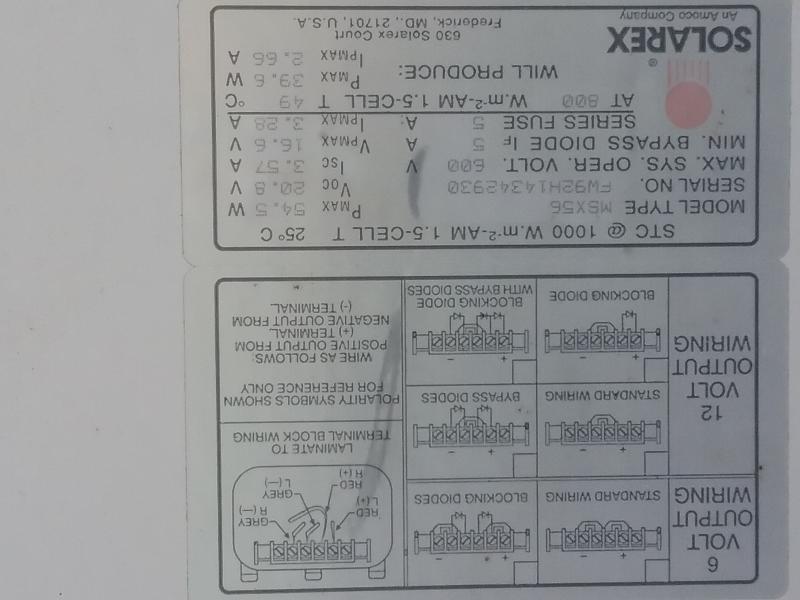 6
VOLT
OUTPUT
WIRING
STANDARD WIRING
BLOCKING DIODES
12
VOLT
OUTPUT
WIRING
STANDARD WIRING
- +
BYPASS DIODES
- +
BLOCKING DIODE
- +
BLOCKING DIODE
WITH BYPASS DIODES
RED
L (+)
RED
R (+)
GREY
L (—)
GREY
R (—)
LAMINATE TO
TERMINAL BLOCK WIRING
POLARITY SYMBOLS SHOWN
FOR REFERENCE ONLY
WIRE AS FOLLOWS:
POSITIVE OUTPUT FROM
(+) TERMINAL
NEGATIVE OUTPUT FROM
(-) TERMINAL
STC @ 1000 W.m⁻²-AM 1.5-CELL T 25°C
MODEL TYPE MSX56 PMAX 54.5 W
SERIAL NO. FW92H14342930 VOC 20.8 V
MAX. SYS. OPER. VOLT. 600 V ISC 3.57 A
MIN. BYPASS DIODE IF 5 A VPMAX 16.6 V
SERIES FUSE 5 A: IPMAX 3.28 A
AT 800 W.m⁻²-AM 1.5-CELL T 49 °C
WILL PRODUCE: PMAX 39.6 W
IPMAX 2.66 A
®
SOLAREX
An Amoco Company
630 Solarex Court
Frederick, MD., 21701, U.S.A.